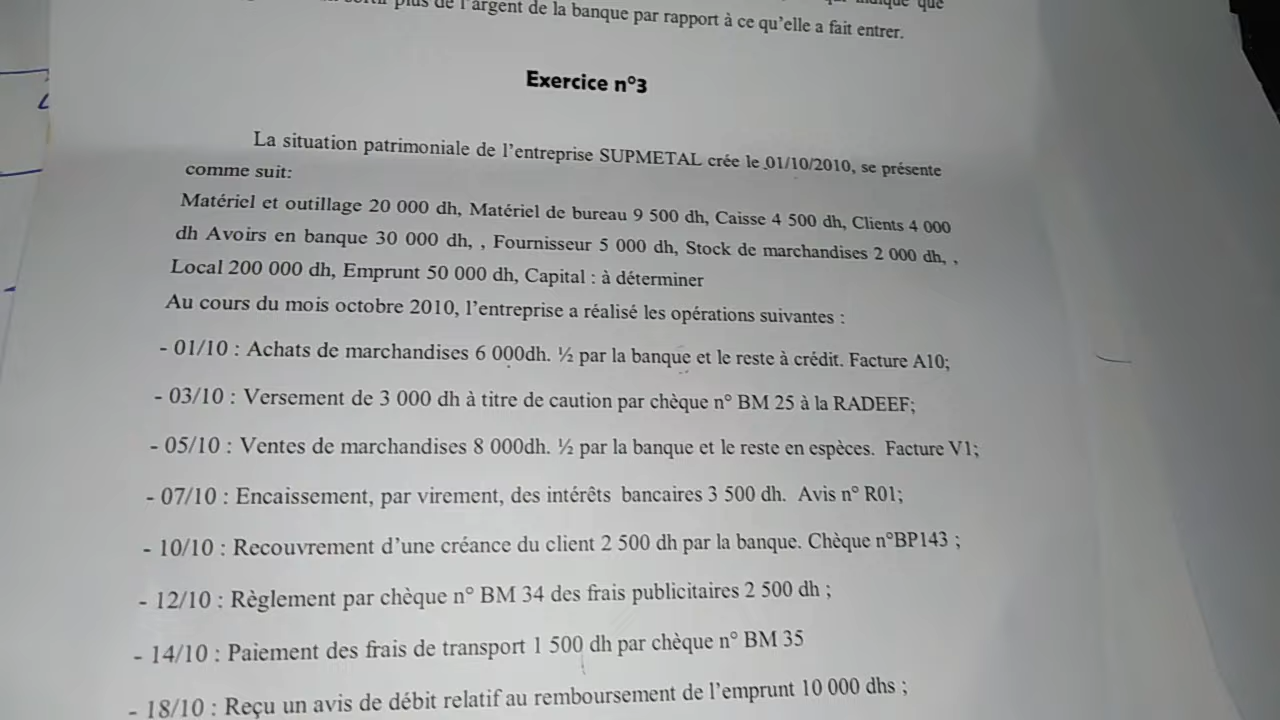 plus de l'argent de la banque par rapport à ce qu'elle a fait entrer.
Exercice n°3
La situation patrimoniale de l'entreprise SUPMETAL crée le 01/10/2010, se présente
comme suit:
Matériel et outillage 20 000 dh, Matériel de bureau 9 500 dh, Caisse 4 500 dh, Clients 4 000
dh Avoirs en banque 30 000 dh, , Fournisseur 5 000 dh, Stock de marchandises 2 000 dh, ,
Local 200 000 dh, Emprunt 50 000 dh, Capital : à déterminer
Au cours du mois octobre 2010, l'entreprise a réalisé les opérations suivantes :
- 01/10 : Achats de marchandises 6 000dh. ½ par la banque et le reste à crédit. Facture A10;
- 03/10 : Versement de 3 000 dh à titre de caution par chèque n° BM 25 à la RADEEF;
- 05/10 : Ventes de marchandises 8 000dh. ½ par la banque et le reste en espèces. Facture V1;
- 07/10 : Encaissement, par virement, des intérêts bancaires 3 500 dh. Avis n° R01;
- 10/10 : Recouvrement d'une créance du client 2 500 dh par la banque. Chèque n°BP143 ;
- 12/10 : Règlement par chèque n° BM 34 des frais publicitaires 2 500 dh ;
- 14/10 : Paiement des frais de transport 1 500 dh par chèque n° BM 35
- 18/10 : Reçu un avis de débit relatif au remboursement de l'emprunt 10 000 dhs ;